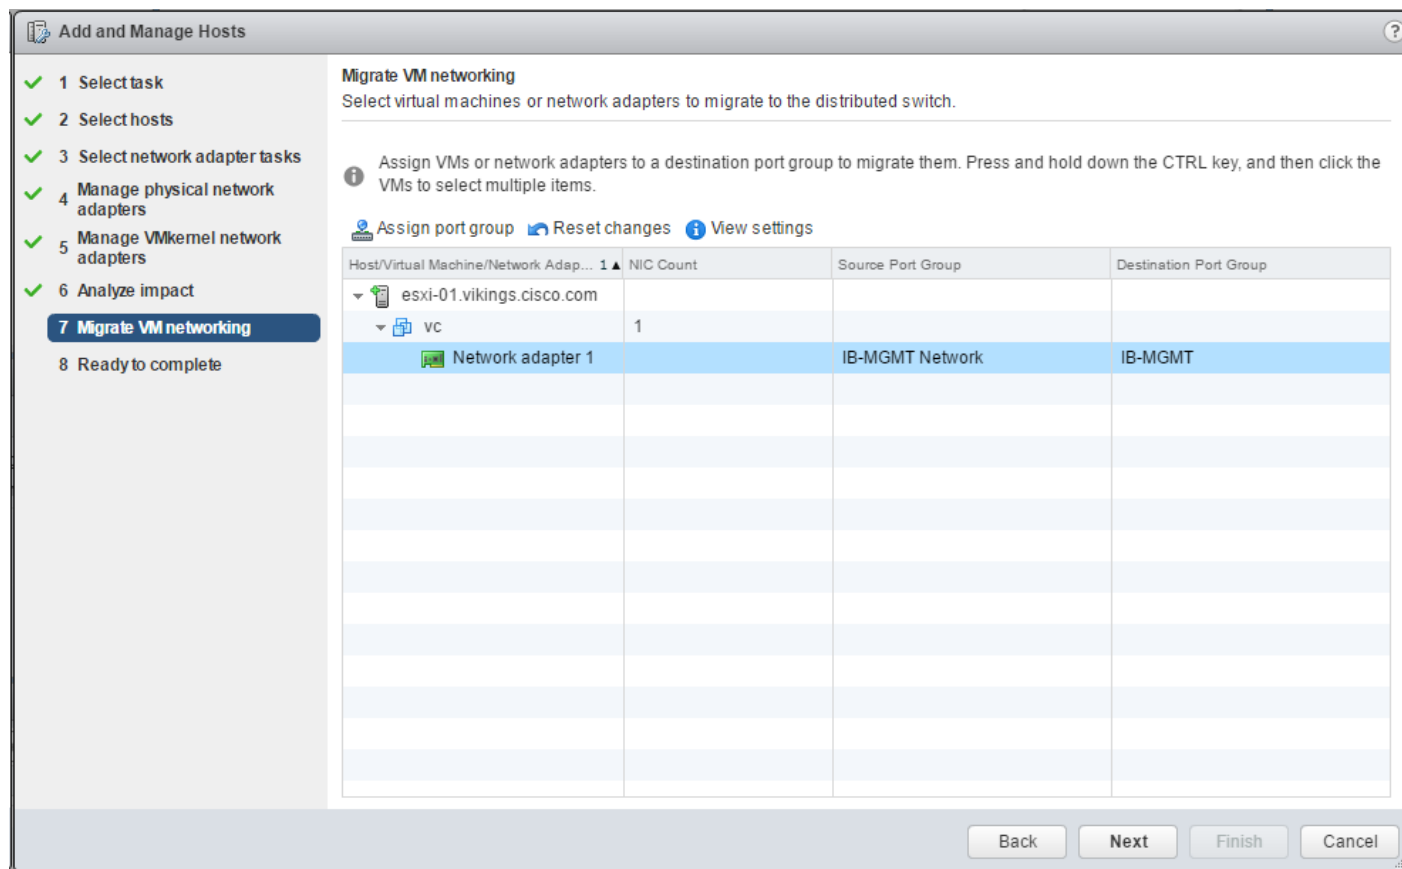 Add and Manage Hosts
?
1 Select task
2 Select hosts
3 Select network adapter tasks
4 Manage physical network
adapters
5 Manage VMkernel network
adapters
6 Analyze impact
7 Migrate VM networking
8 Ready to complete
Migrate VM networking
Select virtual machines or network adapters to migrate to the distributed switch.
Assign VMs or network adapters to a destination port group to migrate them. Press and hold down the CTRL key, and then click the
VMs to select multiple items.
Assign port group Reset changes View settings
Host/Virtual Machine/Network Adap... 1 ▲ NIC Count Source Port Group Destination Port Group
esxi-01.vikings.cisco.com
vc 1
Network adapter 1 IB-MGMT Network IB-MGMT
Back Next Finish Cancel